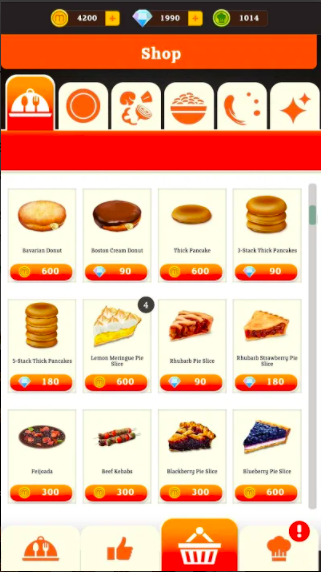 4200 + 1990 + 1014
Shop
Bavarian Donut Boston Cream Donut Thick Pancake 3-Stack Thick Pancakes
600 90 600 90
4
5-Stack Thick Pancakes Lemon Meringue Pie Rhubarb Pie Slice Rhubarb Strawberry Pie
Slice Slice
180 600 90 180
Feijoada Beef Kebabs Blackberry Pie Slice Blueberry Pie Slice
300 300 300 600
!